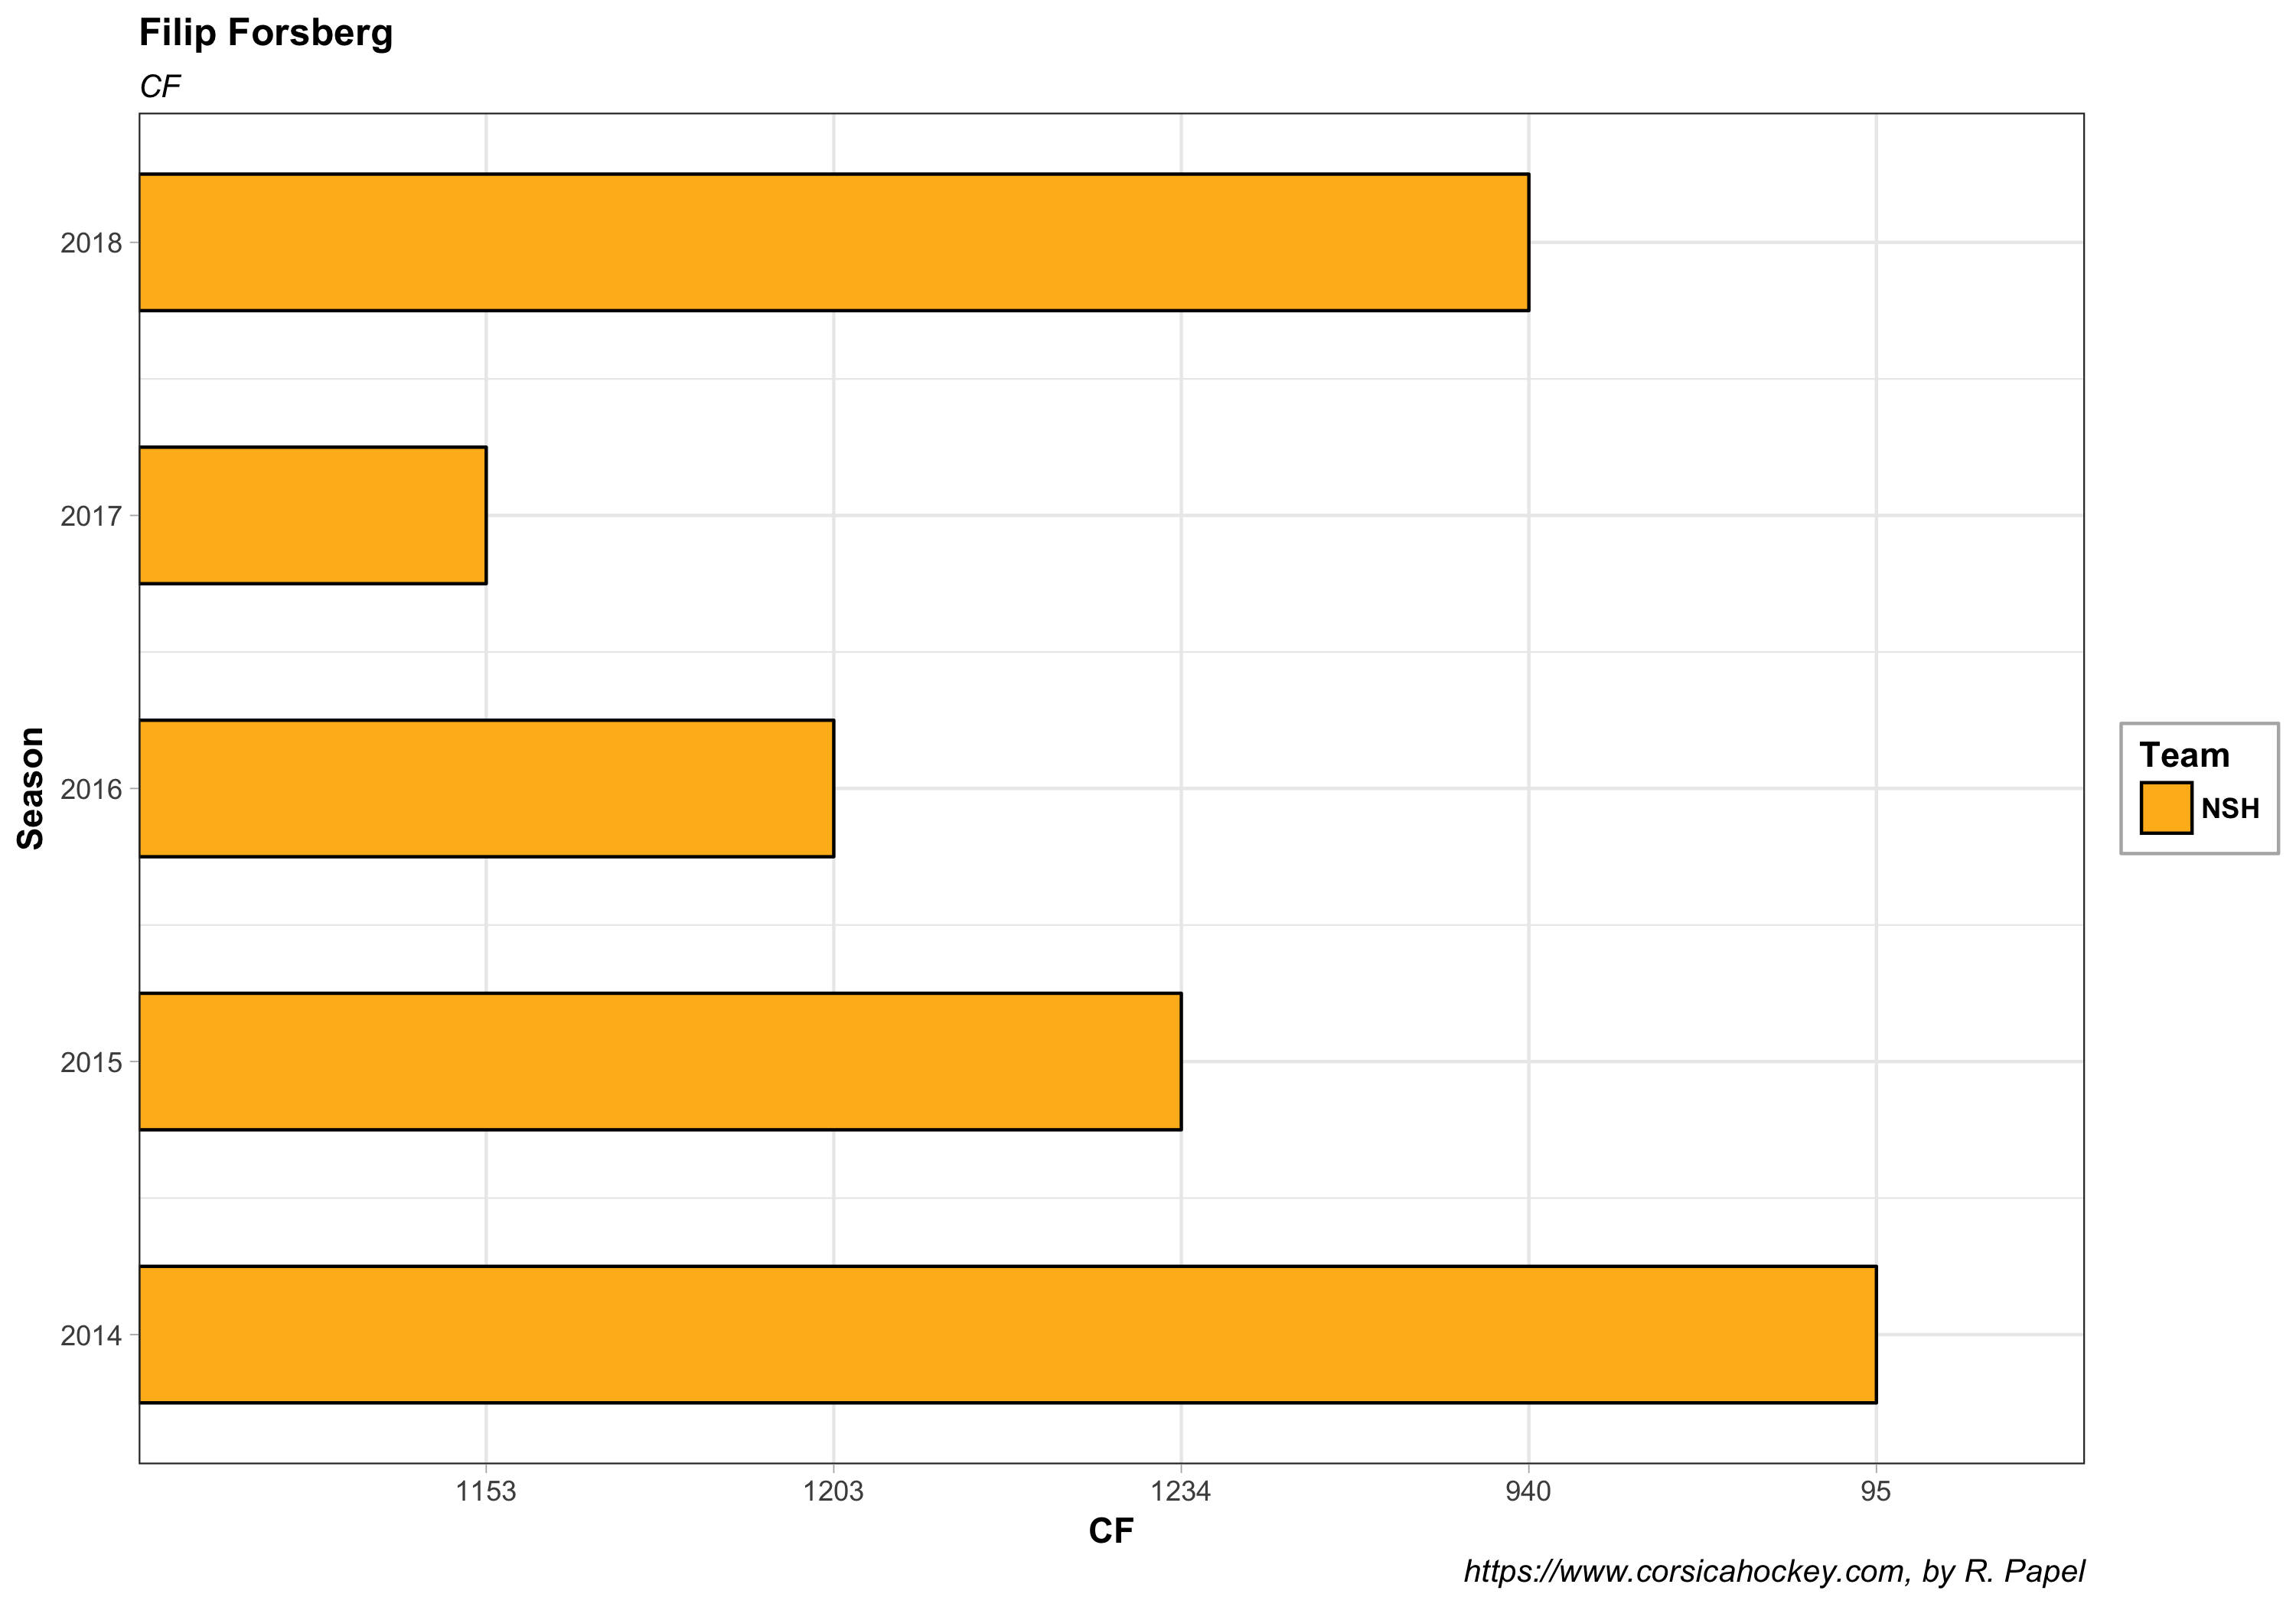 Filip Forsberg
CF
2018
2017
2016
2015
2014
Season
1153 1203 1234 940 95
CF
Team
NSH
https://www.corsicahockey.com, by R. Papel